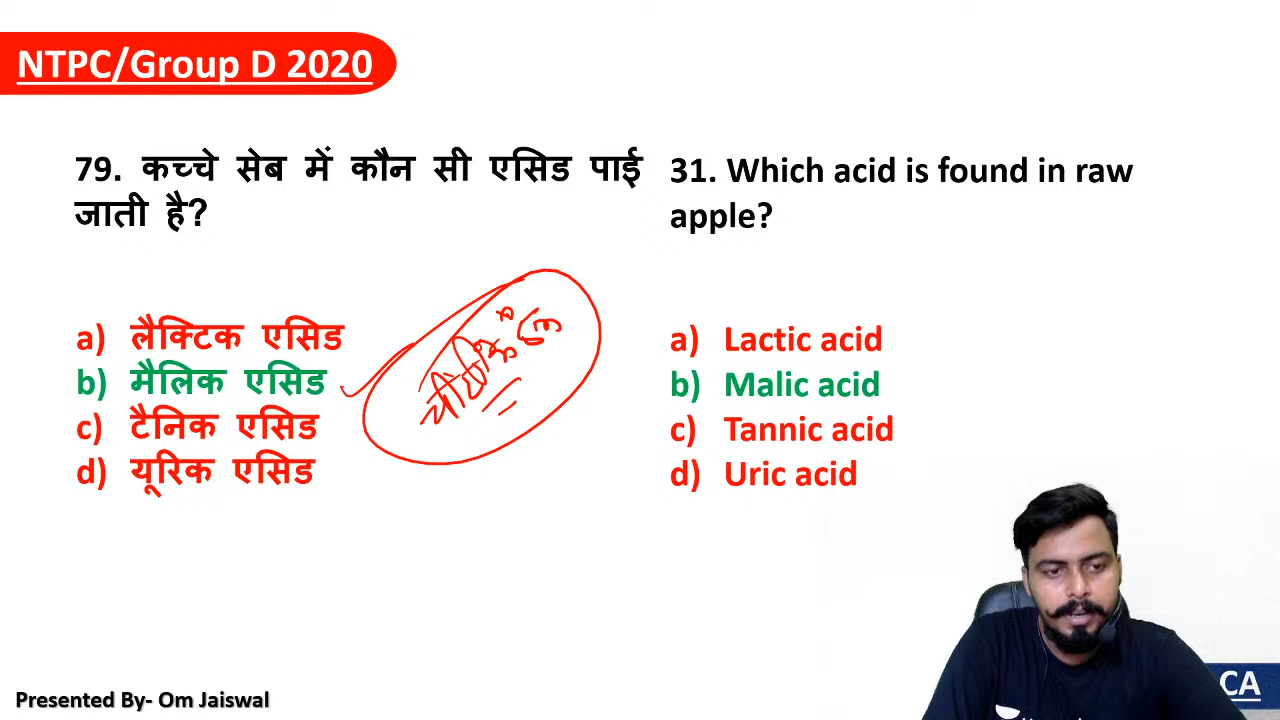 NTPC/Group D 2020
79. कच्चे सेब में कौन सी एसिड पाई
जाती है?
a) लैक्टिक एसिड
b) मैलिक एसिड
c) टैनिक एसिड
d) यूरिक एसिड
31. Which acid is found in raw
apple?
a) Lactic acid
b) Malic acid
c) Tannic acid
d) Uric acid
Presented By- Om Jaiswal
CA